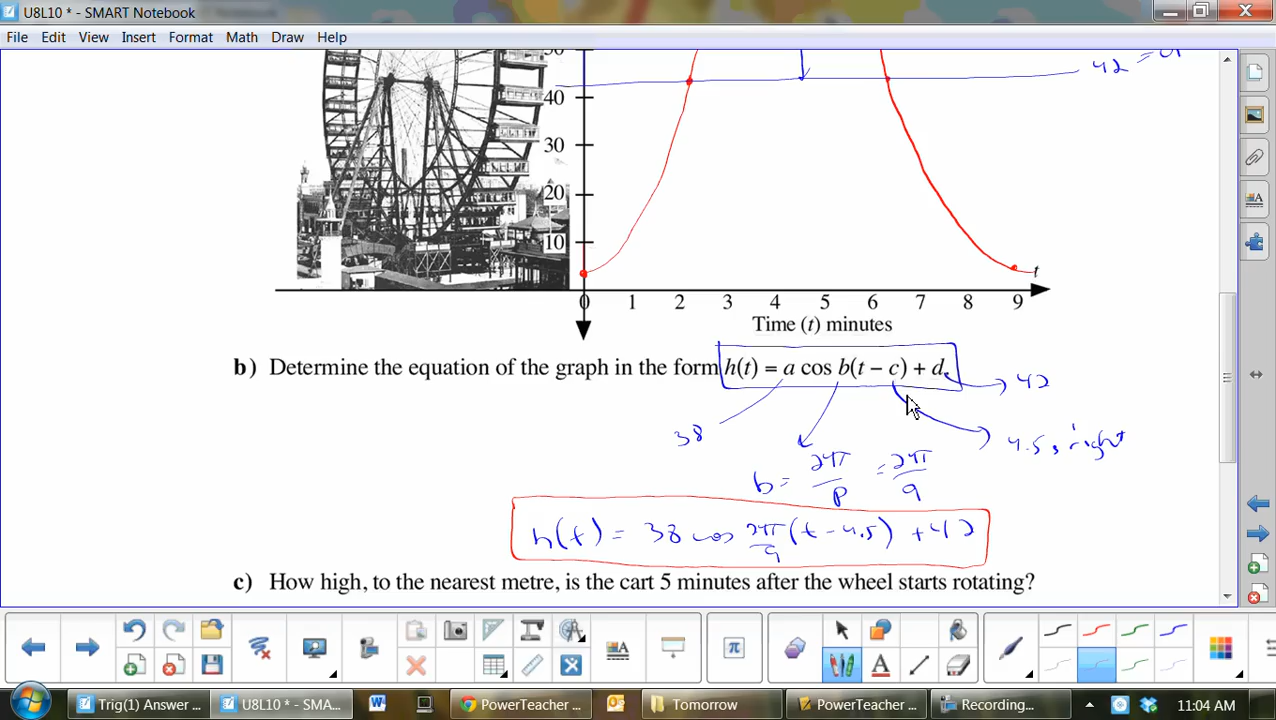 U8L10 * - SMART Notebook
File Edit View Insert Format Math Draw Help
50
40
30
20
10
42 =
t
0 1 2 3 4 5 6 7 8 9
Time (t) minutes
b) Determine the equation of the graph in the form h(t) = a cos b(t − c) + d.
42
38
4.5, right
b = 2π/P = 2π/9
h(t) = 38 cos 2π/9 (t - 4.5) + 42
c) How high, to the nearest metre, is the cart 5 minutes after the wheel starts rotating?
Trig(1) Answer ... U8L10 * - SMA... PowerTeacher ... Tomorrow PowerTeacher ... Recording... 11:04 AM